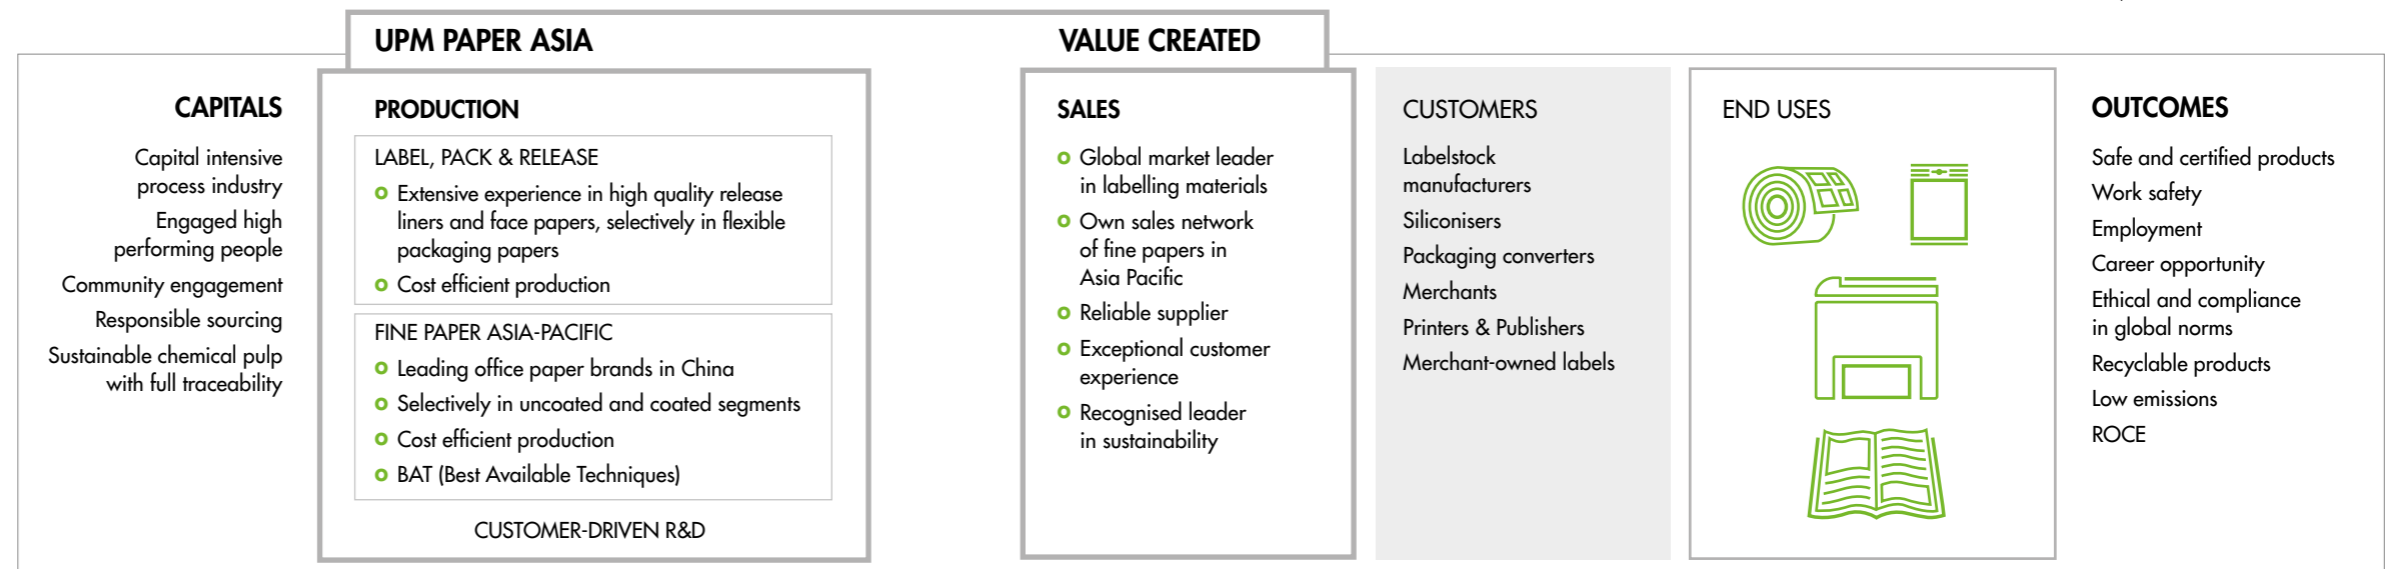 UPM PAPER ASIA
VALUE CREATED
CAPITALS
Capital intensive
process industry
Engaged high
performing people
Community engagement
Responsible sourcing
Sustainable chemical pulp
with full traceability
PRODUCTION
LABEL, PACK & RELEASE
Extensive experience in high quality release
liners and face papers, selectively in flexible
packaging papers
Cost efficient production
FINE PAPER ASIA-PACIFIC
Leading office paper brands in China
Selectively in uncoated and coated segments
Cost efficient production
BAT (Best Available Techniques)
CUSTOMER-DRIVEN R&D
SALES
Global market leader
in labelling materials
Own sales network
of fine papers in
Asia Pacific
Reliable supplier
Exceptional customer
experience
Recognised leader
in sustainability
CUSTOMERS
Labelstock
manufacturers
Siliconisers
Packaging converters
Merchants
Printers & Publishers
Merchant-owned labels
END USES
OUTCOMES
Safe and certified products
Work safety
Employment
Career opportunity
Ethical and compliance
in global norms
Recyclable products
Low emissions
ROCE